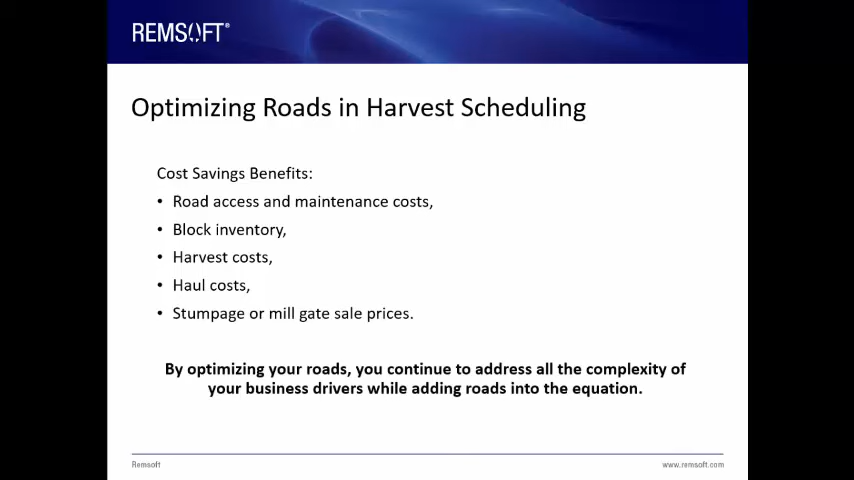 REMSOFT®
Optimizing Roads in Harvest Scheduling
Cost Savings Benefits:
• Road access and maintenance costs,
• Block inventory,
• Harvest costs,
• Haul costs,
• Stumpage or mill gate sale prices.
By optimizing your roads, you continue to address all the complexity of
your business drivers while adding roads into the equation.
Remsoft
www.remsoft.com